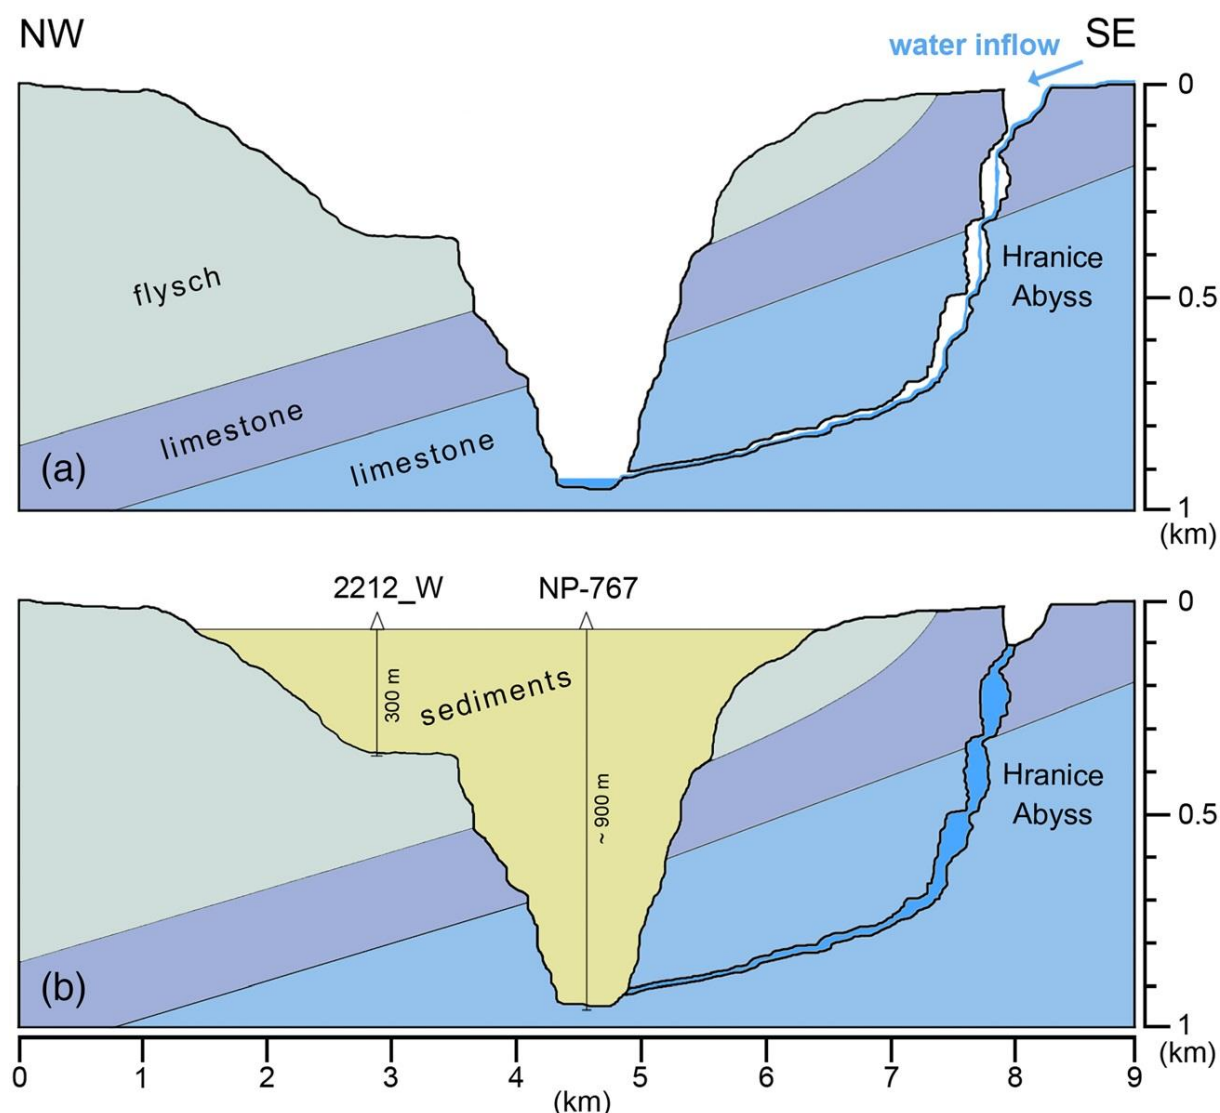 NW
water inflow
SE
0
flysch
Hranice
Abyss
0.5
limestone
limestone
(a)
1
(km)
2212_W
NP-767
0
300 m
sediments
~ 900 m
Hranice
Abyss
0.5
(b)
1
(km)
0 1 2 3 4 5 6 7 8 9
(km)